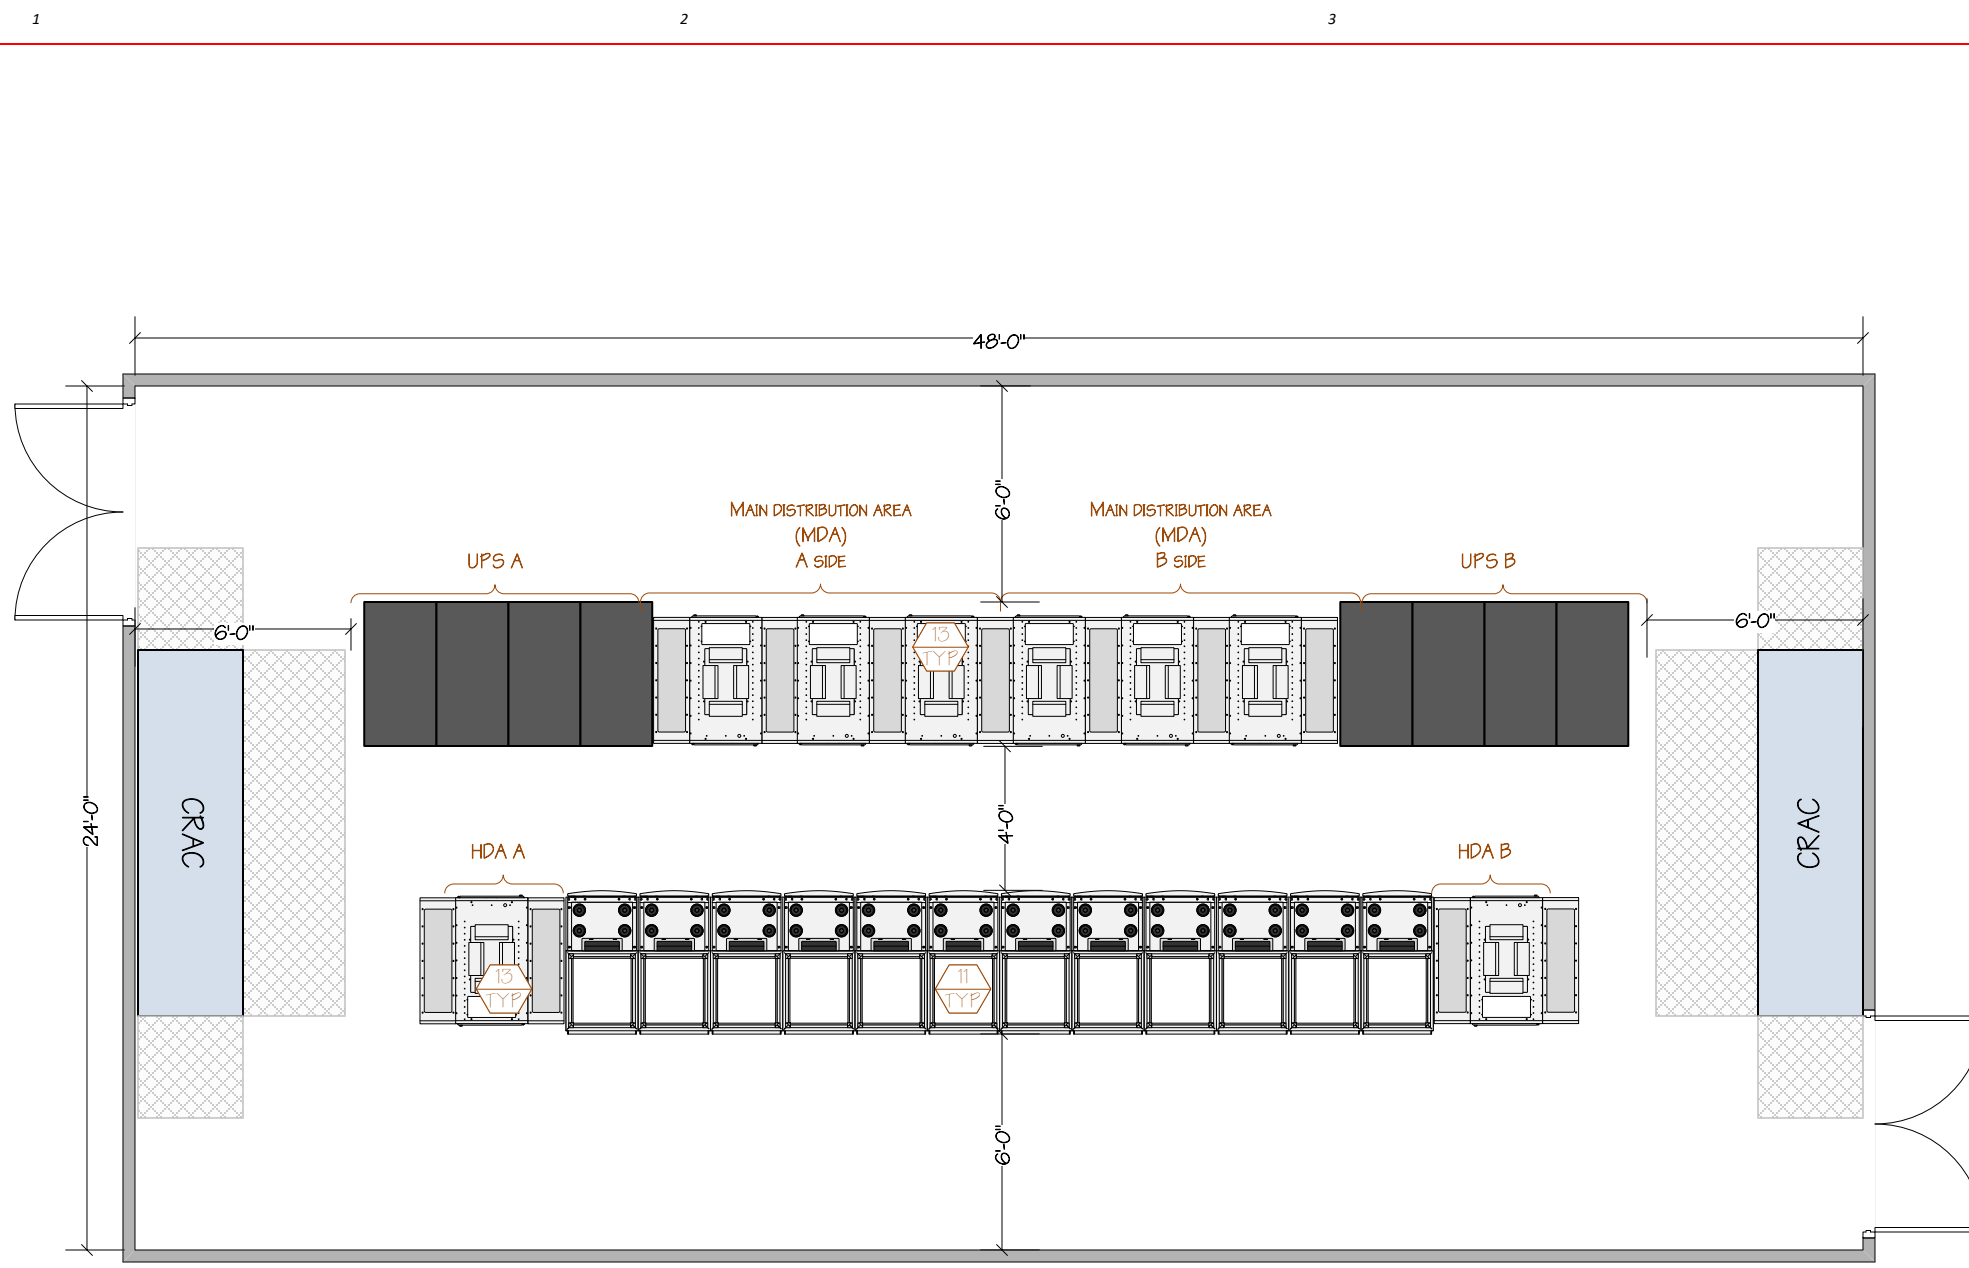 1
2
3
48'-0"
6'-0"
MAIN DISTRIBUTION AREA
(MDA)
A SIDE
MAIN DISTRIBUTION AREA
(MDA)
B SIDE
UPS A
UPS B
6'-0"
6'-0"
13
TYP
24'-0"
CRAC
4'-0"
CRAC
HDA A
HDA B
13
TYP
11
TYP
6'-0"